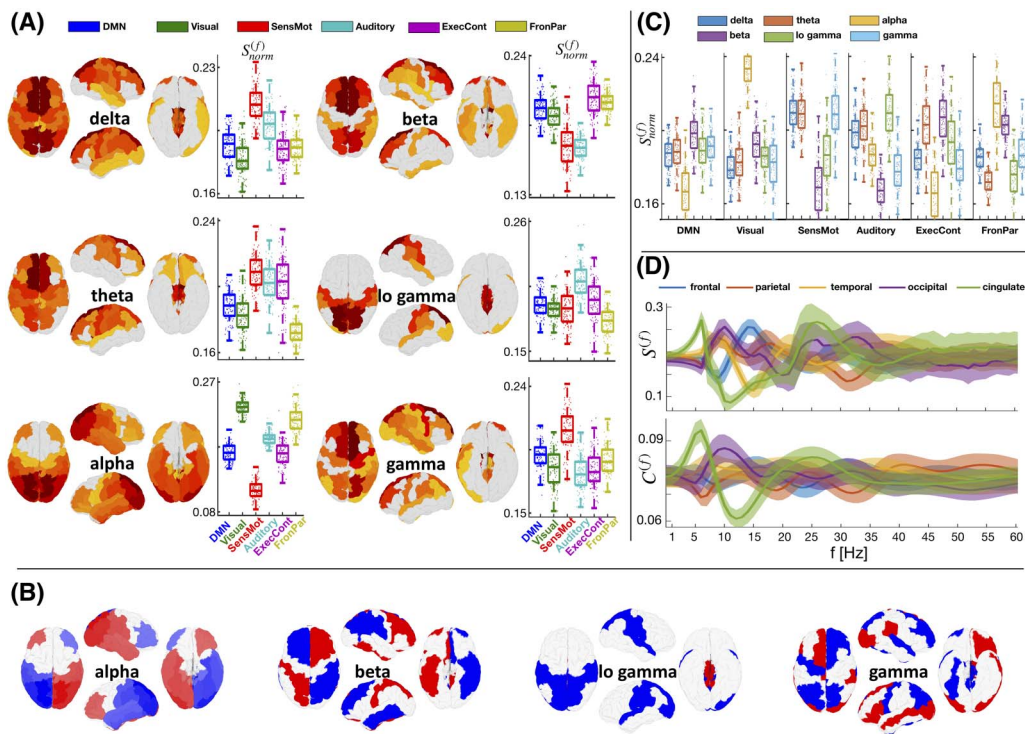 (A)
DMN Visual SensMot Auditory ExecCont FronPar
S(f)norm S(f)norm
0.23 0.24
delta beta
0.16 0.13
0.24 0.26
theta lo gamma
0.16 0.15
0.27 0.24
alpha gamma
0.08 0.15
DMN Visual SensMot Auditory ExecCont FronPar
DMN Visual SensMot Auditory ExecCont FronPar
(C)
delta theta alpha
beta lo gamma gamma
0.24
S(f)norm
0.16
DMN Visual SensMot Auditory ExecCont FronPar
(D)
frontal parietal temporal occipital cingulate
0.3
S(f)
0.1
0.09
C(f)
0.06
1 5 10 15 20 25 30 35 40 45 50 55 60
f [Hz]
(B)
alpha beta lo gamma gamma